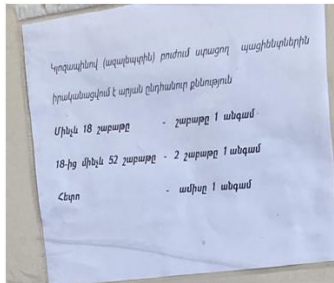 Կլոզապինով (ազալեպտին) բուժում ստացող պացիենտներին
իրականացվում է արյան ընդհանուր քննություն
Մինչև 18 շաբաթը - շաբաթը 1 անգամ
18-ից մինչև 52 շաբաթը - 2 շաբաթը 1 անգամ
Հետո - ամիսը 1 անգամ